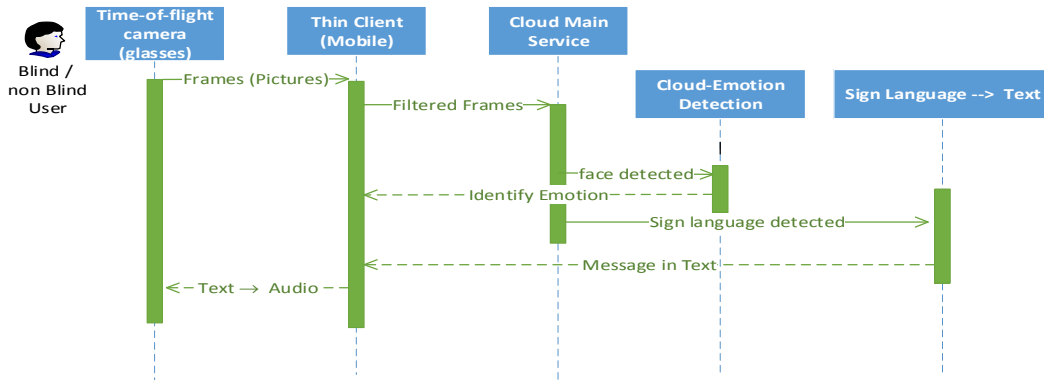 Time-of-flight
camera
(glasses)
Thin Client
(Mobile)
Cloud Main
Service
Blind /
non Blind
User
Frames (Pictures)
Filtered Frames
Cloud-Emotion
Detection
Sign Language --> Text
face detected
Identify Emotion
Sign language detected
Message in Text
Text → Audio